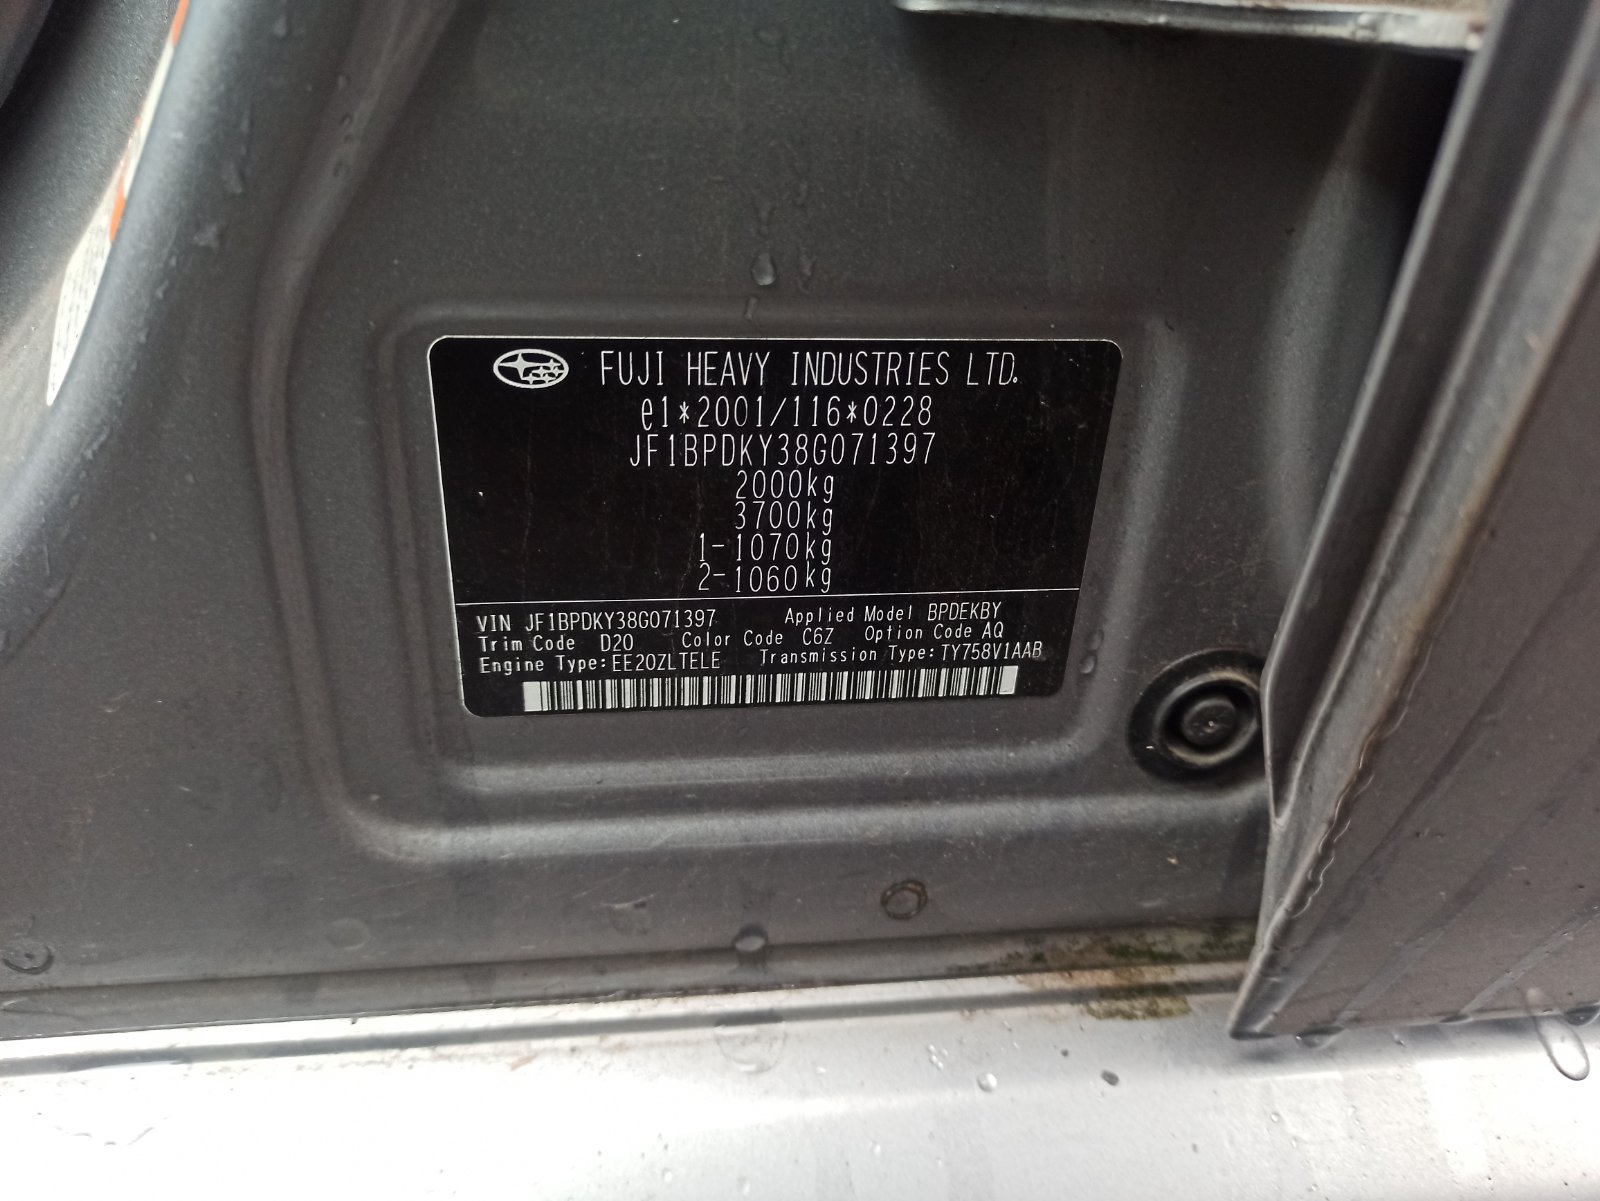 FUJI HEAVY INDUSTRIES LTD.
e1*2001/116*0228
JF1BPDKY38G071397
2000kg
3700kg
1-1070kg
2-1060kg
VIN JF1BPDKY38G071397 Applied Model BPDEKBY
Trim Code D20 Color Code C6Z Option Code AQ
Engine Type:EE20ZLTELE Transmission Type:TY758V1AAB